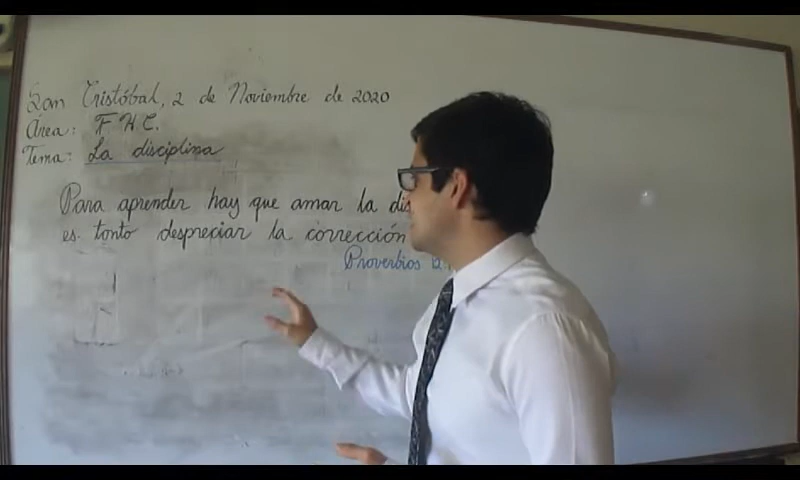 San Cristóbal, 2 de Noviembre de 2020
Área: F H C.
Tema: La disciplina
Para aprender hay que amar la dis
es tonto despreciar la corrección
Proverbios 12: